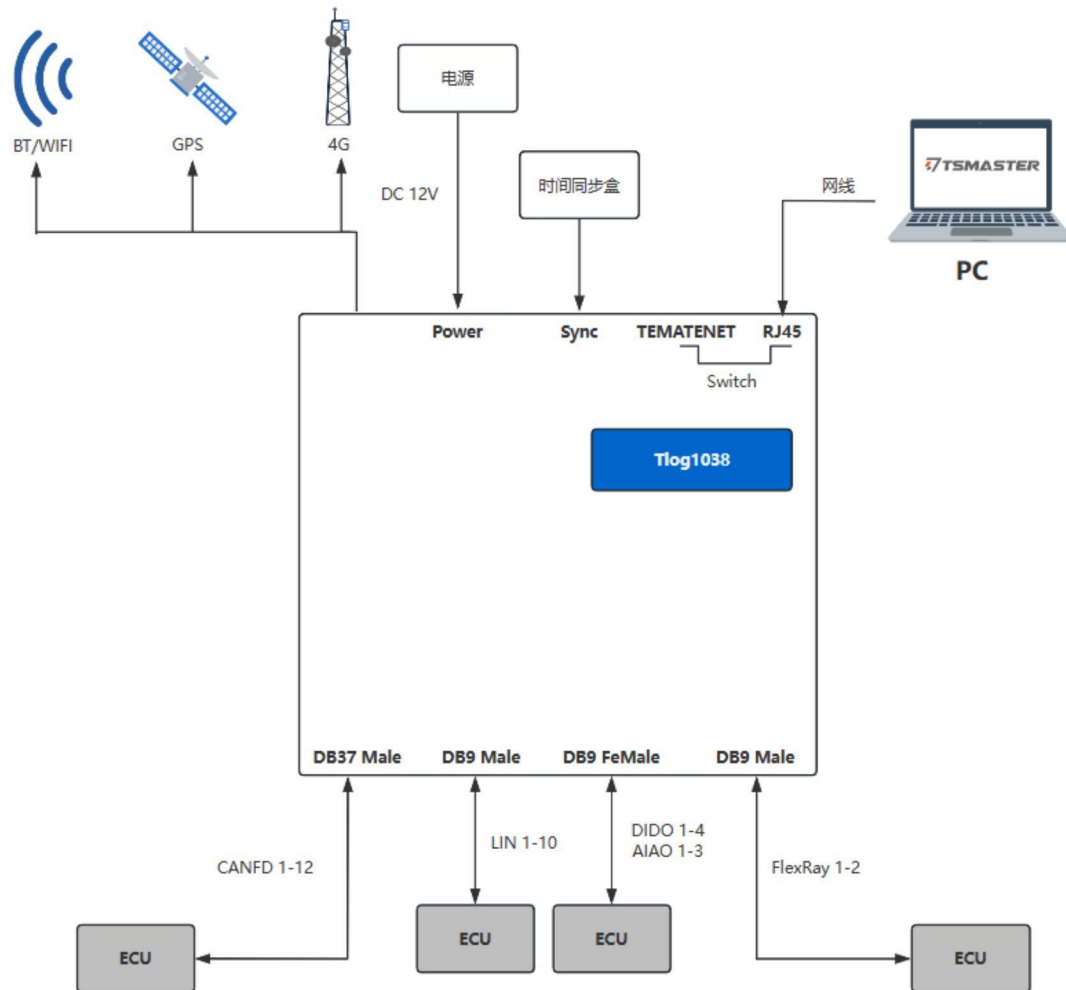 电源
BT/WIFI
GPS
4G
DC 12V
时间同步盒
网线
TSMASTER
PC
Power
Sync
TEMATENET
RJ45
Switch
Tlog1038
DB37 Male
DB9 Male
DB9 FeMale
DB9 Male
CANFD 1-12
LIN 1-10
DIDO 1-4
AIAO 1-3
FlexRay 1-2
ECU
ECU
ECU
ECU